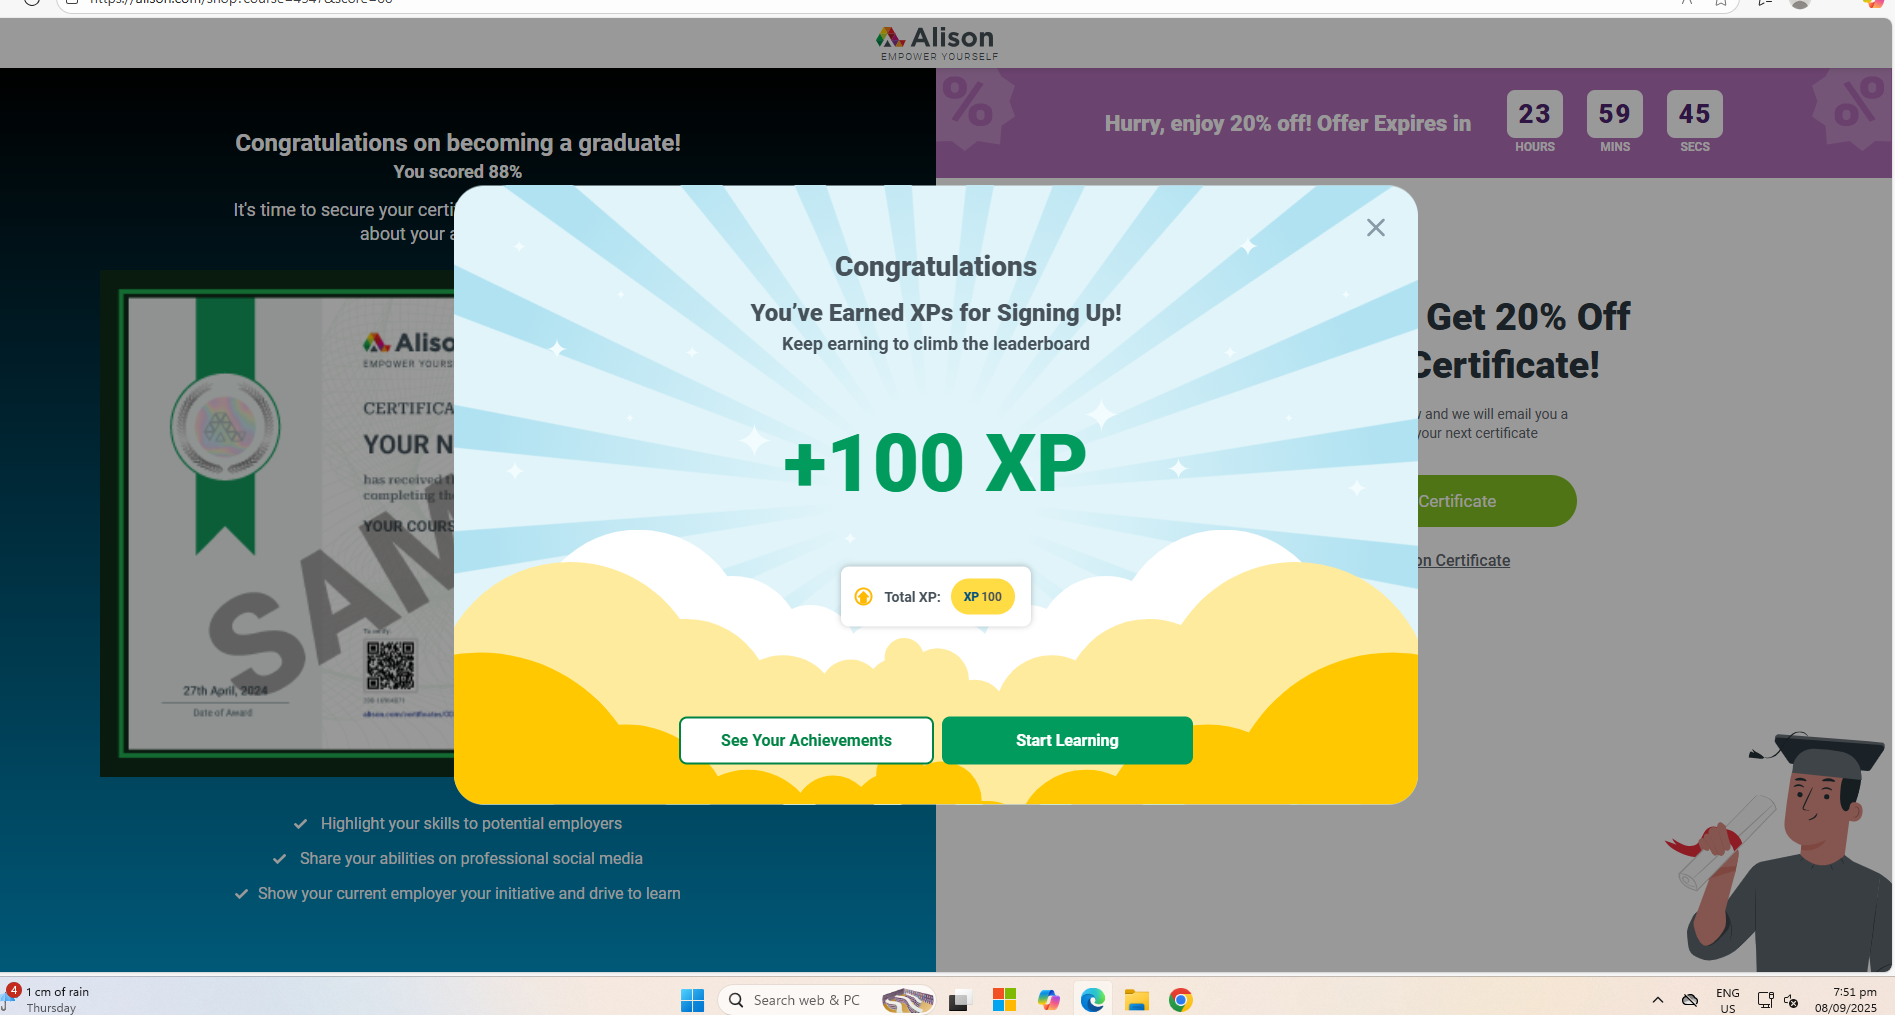 Alison
EMPOWER YOURSELF
Congratulations on becoming a graduate!
You scored 88%
It's time to secure your certi
about your a
Hurry, enjoy 20% off! Offer Expires in
23 59 45
HOURS MINS SECS
% %
Aliso
EMPOWER YOURS
CERTIFICA
YOUR N
has received t
completing the
YOUR COURS
SAM
27th April, 2024
Date of Award
To verify
Congratulations
You've Earned XPs for Signing Up!
Keep earning to climb the leaderboard
+100 XP
Total XP: XP 100
See Your Achievements
Start Learning
Get 20% Off
Certificate!
y and we will email you a
your next certificate
Certificate
on Certificate
Highlight your skills to potential employers
Share your abilities on professional social media
Show your current employer your initiative and drive to learn
4
1 cm of rain
Thursday
Search web & PC
ENG
US
7:51 pm
08/09/2025